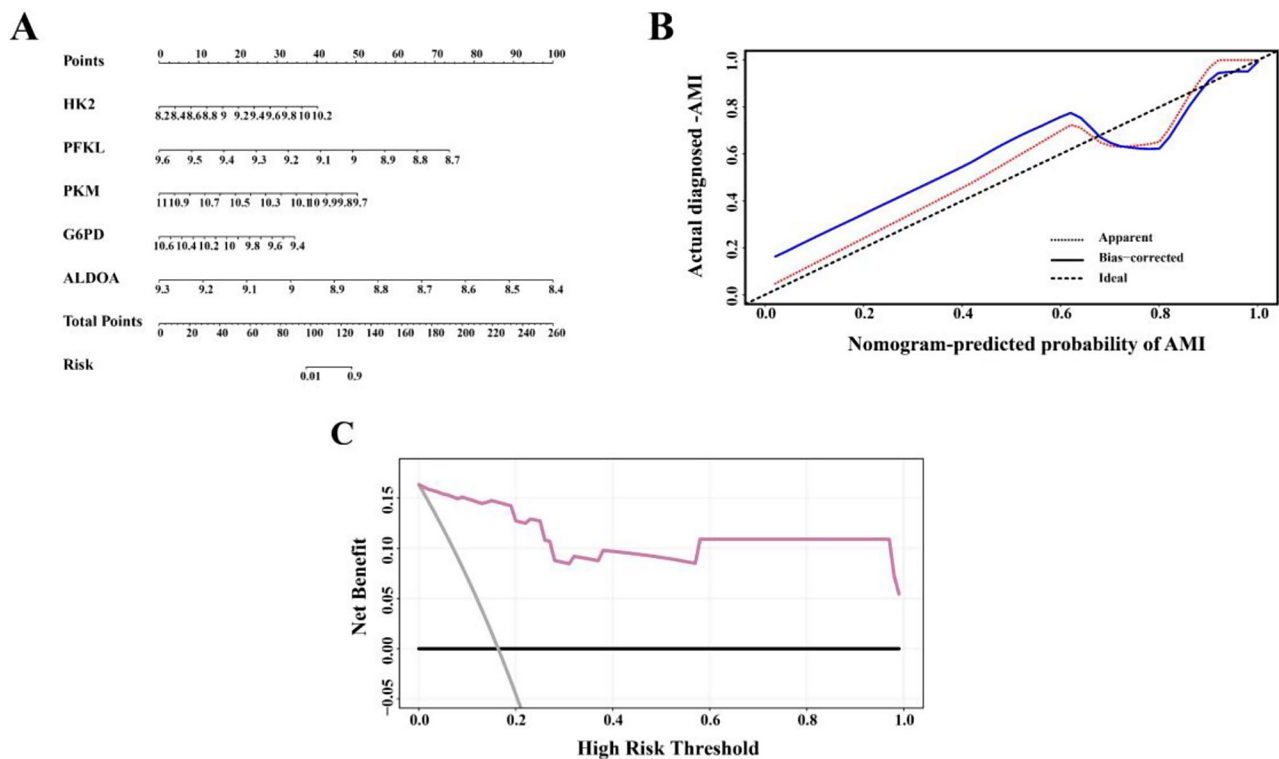 A
Points
0 10 20 30 40 50 60 70 80 90 100
HK2
8.2 8.4 8.6 8.8 9 9.2 9.4 9.6 9.8 10 10.2
PFKL
9.6 9.5 9.4 9.3 9.2 9.1 9 8.9 8.8 8.7
PKM
11 10.9 10.7 10.5 10.3 10.1 10 9.9 9.8 9.7
G6PD
10.6 10.4 10.2 10 9.8 9.6 9.4
ALDOA
9.3 9.2 9.1 9 8.9 8.8 8.7 8.6 8.5 8.4
Total Points
0 20 40 60 80 100 120 140 160 180 200 220 240 260
Risk
0.01 0.9
B
Actual diagnosed -AMI
1.0
0.8
0.6
0.4
0.2
0.0
Apparent
Bias-corrected
Ideal
0.0 0.2 0.4 0.6 0.8 1.0
Nomogram-predicted probability of AMI
C
Net Benefit
0.15
0.10
0.05
0.00
-0.05
0.0 0.2 0.4 0.6 0.8 1.0
High Risk Threshold